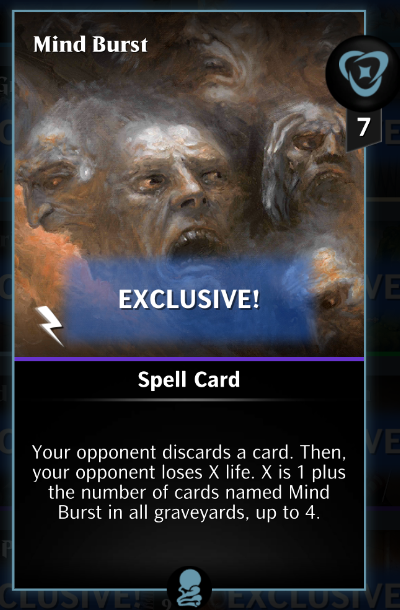 Mind Burst
7
EXCLUSIVE!
Spell Card
Your opponent discards a card. Then,
your opponent loses X life. X is 1 plus
the number of cards named Mind
Burst in all graveyards, up to 4.